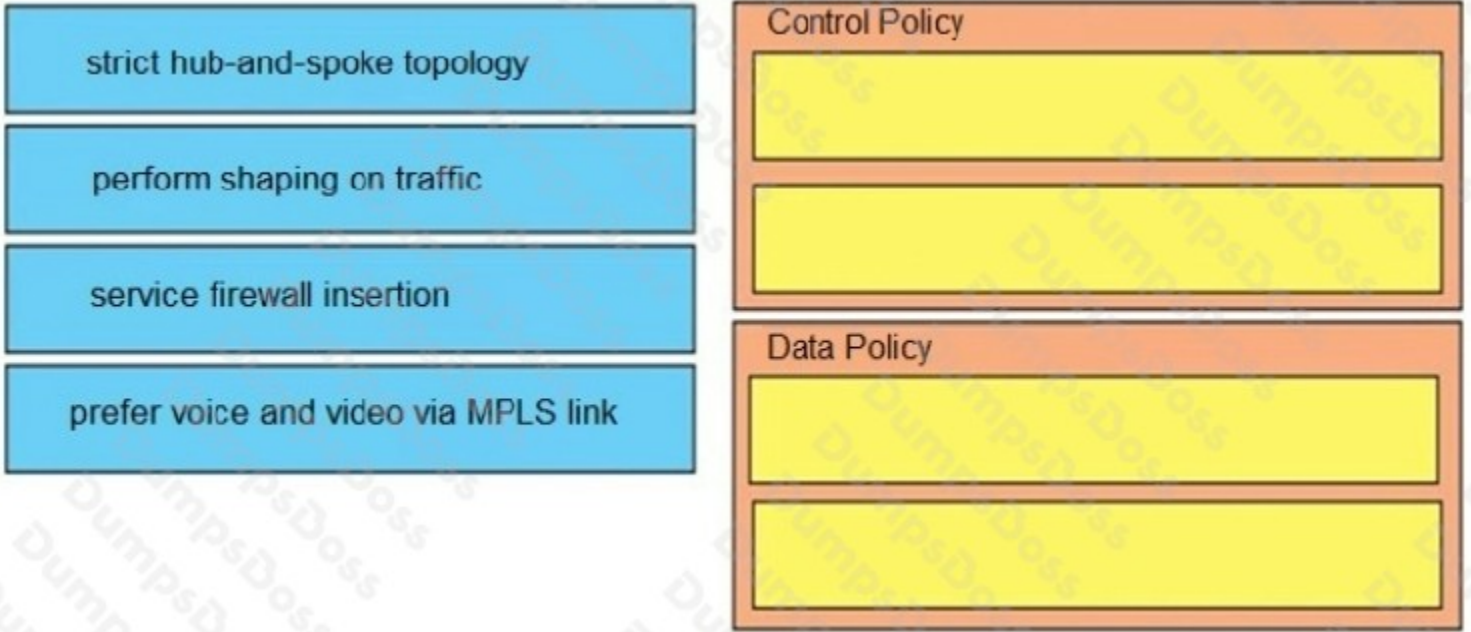 strict hub-and-spoke topology
perform shaping on traffic
service firewall insertion
prefer voice and video via MPLS link
Control Policy
Data Policy
DumpsDoss